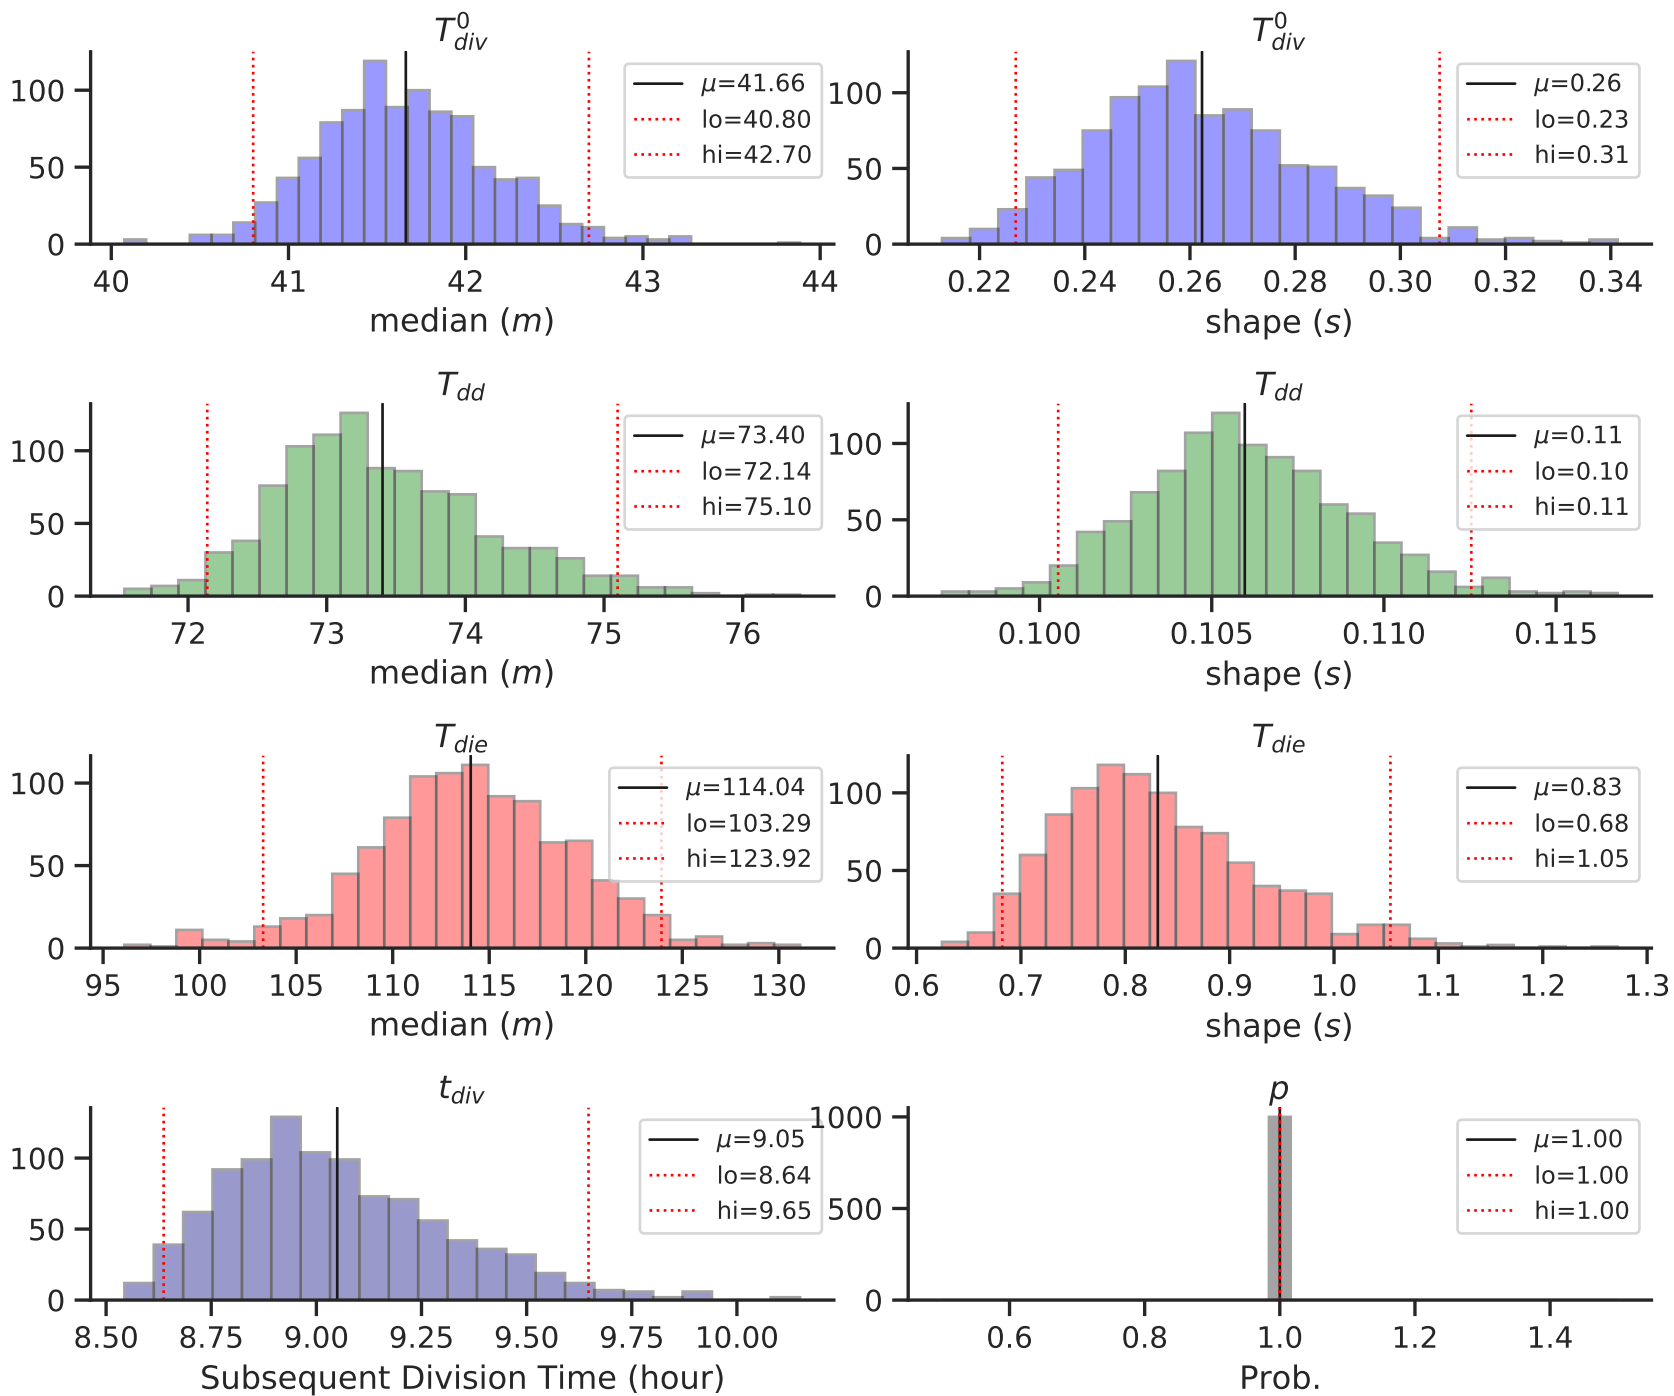 T⁰div
100
50
0
μ=41.66
lo=40.80
hi=42.70
40 41 42 43 44
median (m)
T⁰div
100
50
0
μ=0.26
lo=0.23
hi=0.31
0.22 0.24 0.26 0.28 0.30 0.32 0.34
shape (s)
Tdd
100
50
0
μ=73.40
lo=72.14
hi=75.10
72 73 74 75 76
median (m)
Tdd
100
50
0
μ=0.11
lo=0.10
hi=0.11
0.100 0.105 0.110 0.115
shape (s)
Tdie
100
50
0
μ=114.04
lo=103.29
hi=123.92
95 100 105 110 115 120 125 130
median (m)
Tdie
100
50
0
μ=0.83
lo=0.68
hi=1.05
0.6 0.7 0.8 0.9 1.0 1.1 1.2 1.3
shape (s)
tdiv
100
50
0
μ=9.05
lo=8.64
hi=9.65
8.50 8.75 9.00 9.25 9.50 9.75 10.00
Subsequent Division Time (hour)
p
1000
500
0
μ=1.00
lo=1.00
hi=1.00
0.6 0.8 1.0 1.2 1.4
Prob.